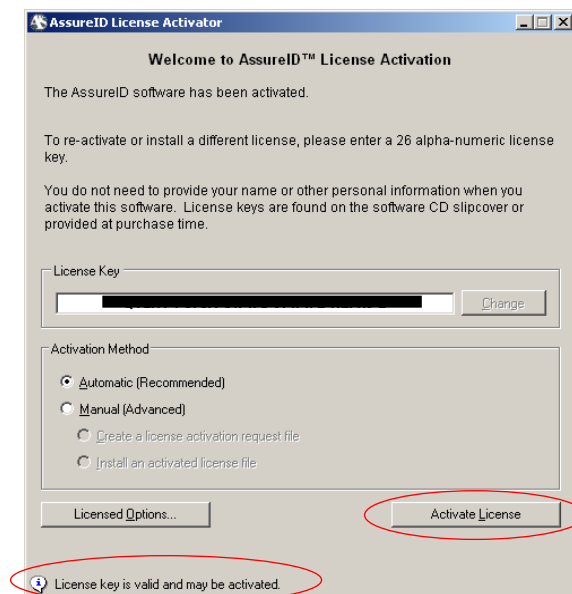 AssureID License Activator
Welcome to AssureID™ License Activation
The AssureID software has been activated.
To re-activate or install a different license, please enter a 26 alpha-numeric license
key.
You do not need to provide your name or other personal information when you
activate this software. License keys are found on the software CD slipcover or
provided at purchase time.
License Key
Change
Activation Method
Automatic (Recommended)
Manual (Advanced)
Create a license activation request file
Install an activated license file
Licensed Options...
Activate License
License key is valid and may be activated.